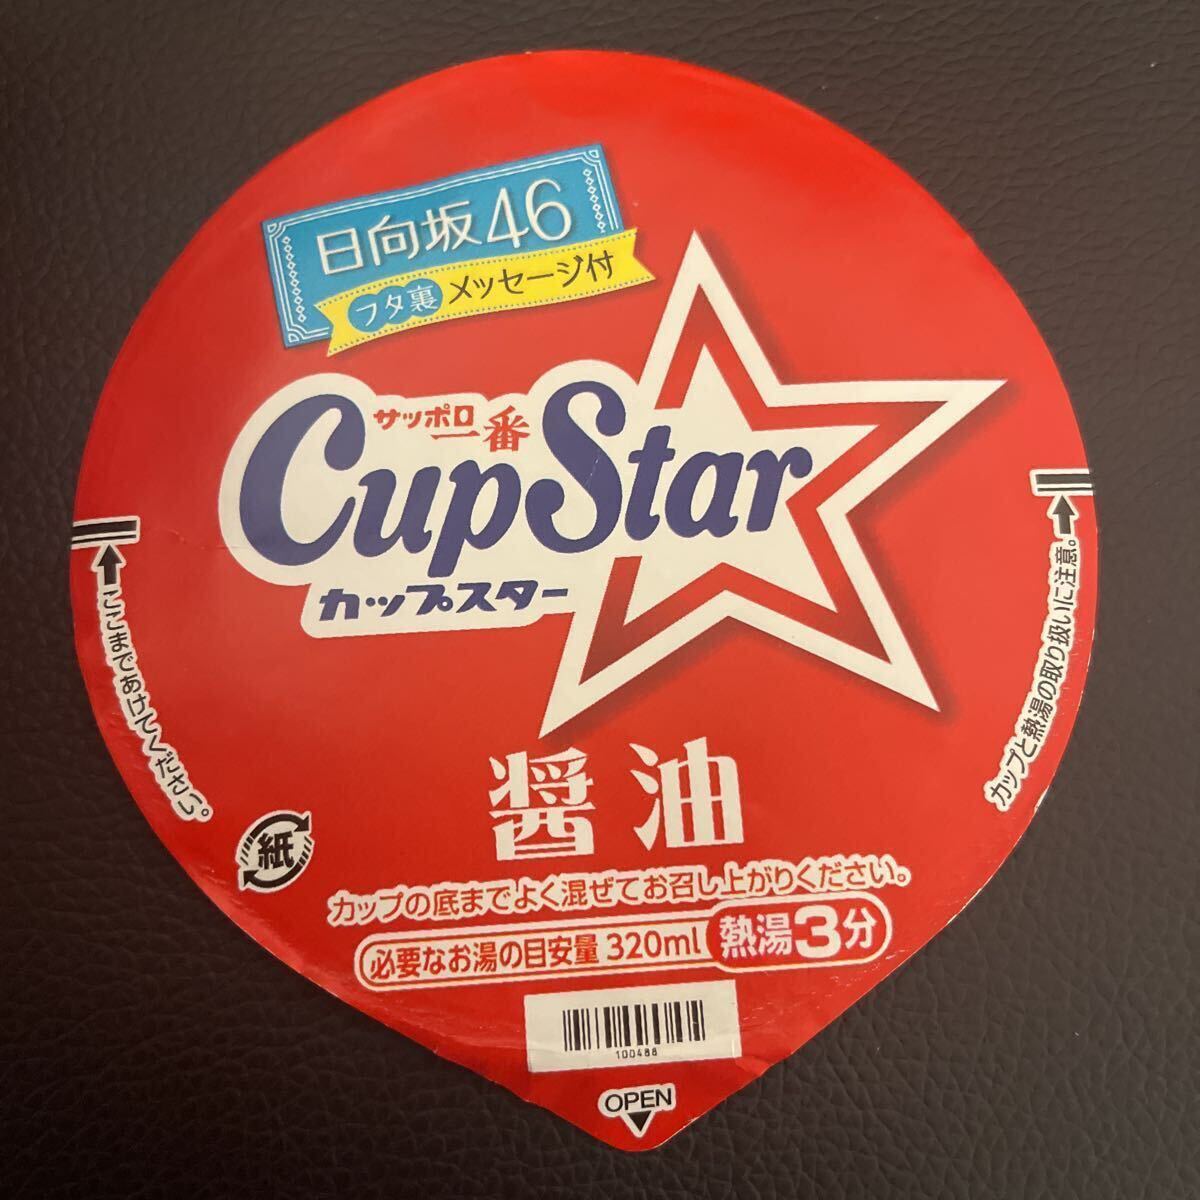 日向坂46
フタ裏 メッセージ付
サッポロ一番
CupStar
カップスター
ここまであけてください。
カップと熱湯の取り扱いに注意。
醤油
紙
カップの底までよく混ぜてお召し上がりください。
必要なお湯の目安量 320ml 熱湯3分
100488
OPEN